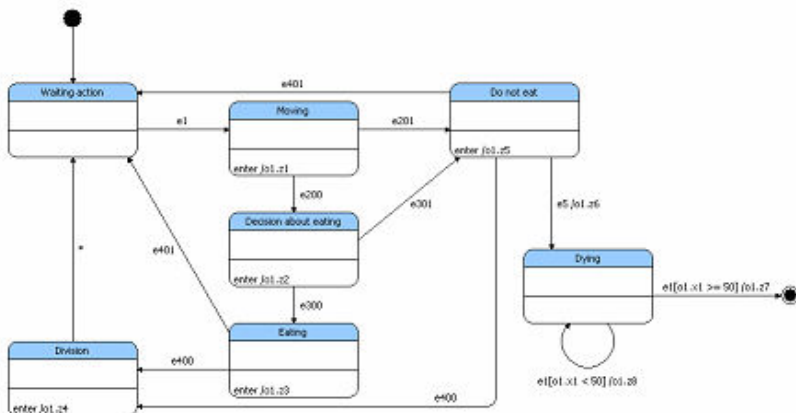 e401
Waiting action
Do not eat
Moving
e1
e201
enter /o1.z1
enter /o1.z5
e200
e301
e5 /o1.z6
Decision about eating
e401
*
enter /o1.z2
Dying
e300
e1[o1.x1 >= 50] /o1.z7
Eating
Division
e400
e1[o1.x1 < 50] /o1.z8
enter /o1.z3
e400
enter /o1.z4